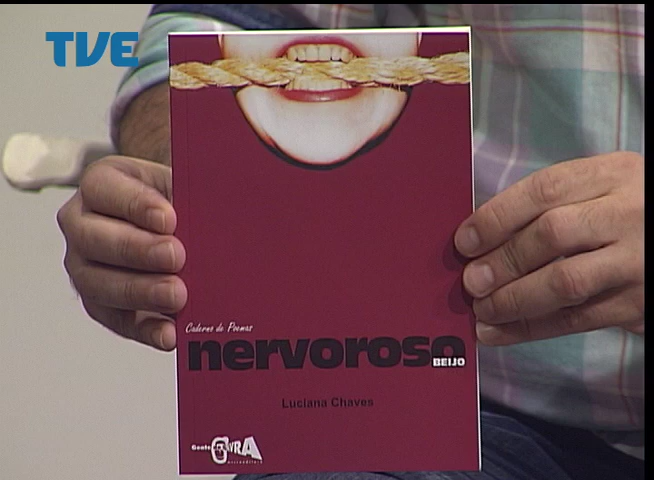 TVE
Caderno de Poemas
nervoroso
BEIJO
Luciana Chaves